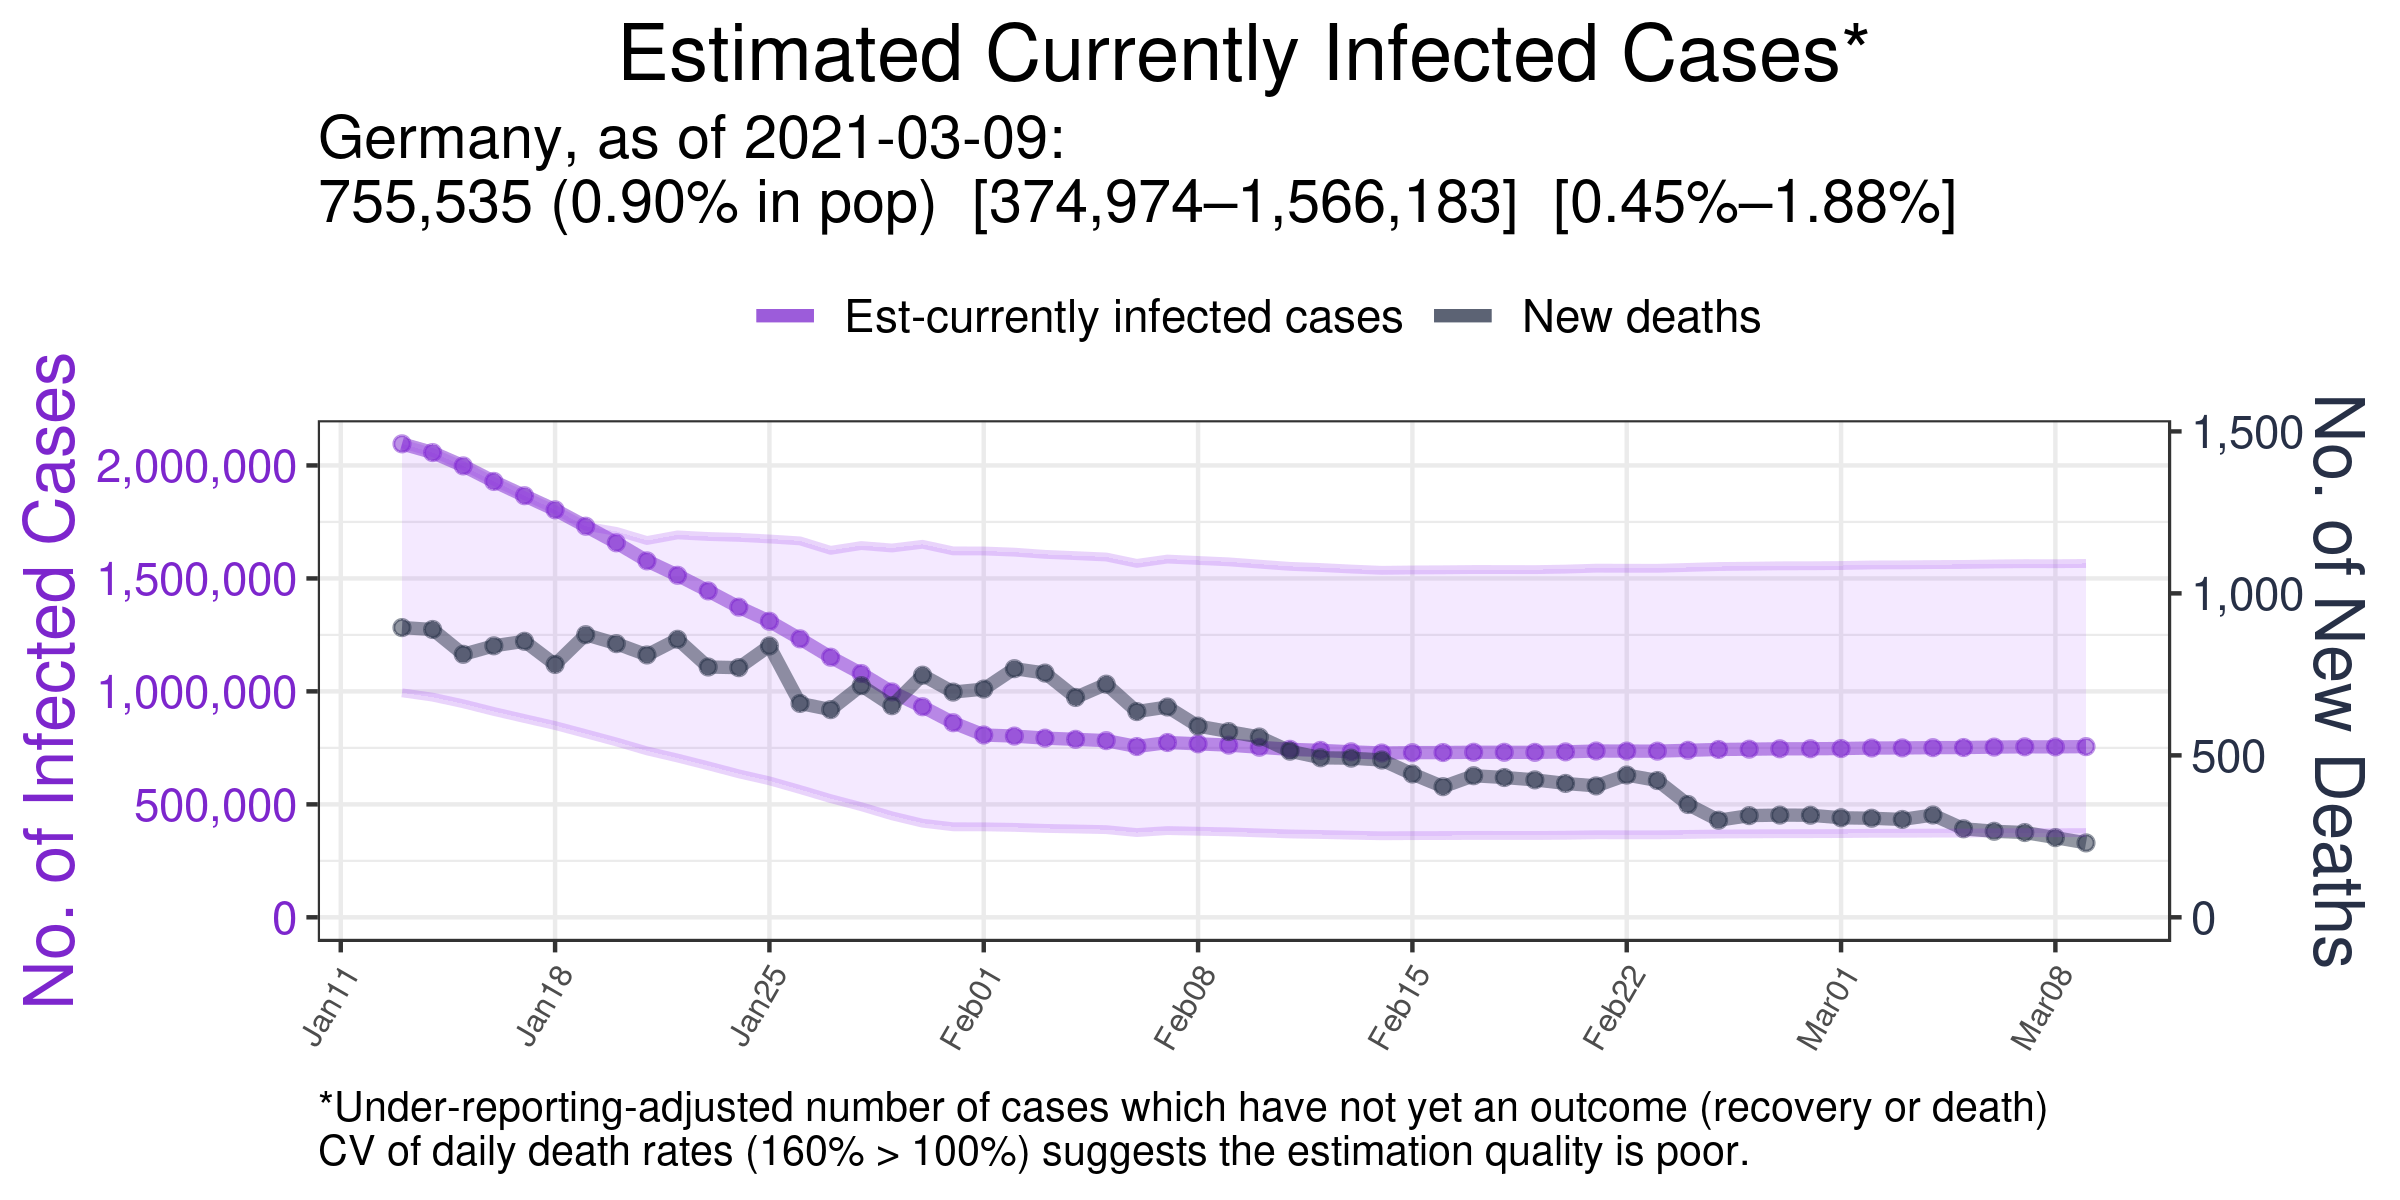 Estimated Currently Infected Cases*
Germany, as of 2021-03-09:
755,535 (0.90% in pop)  [374,974–1,566,183]  [0.45%–1.88%]
Est-currently infected cases
New deaths
No. of Infected Cases
2,000,000
1,500,000
1,000,000
500,000
0
1,500
1,000
500
0
No. of New Deaths
Jan11
Jan18
Jan25
Feb01
Feb08
Feb15
Feb22
Mar01
Mar08
*Under-reporting-adjusted number of cases which have not yet an outcome (recovery or death)
CV of daily death rates (160% > 100%) suggests the estimation quality is poor.